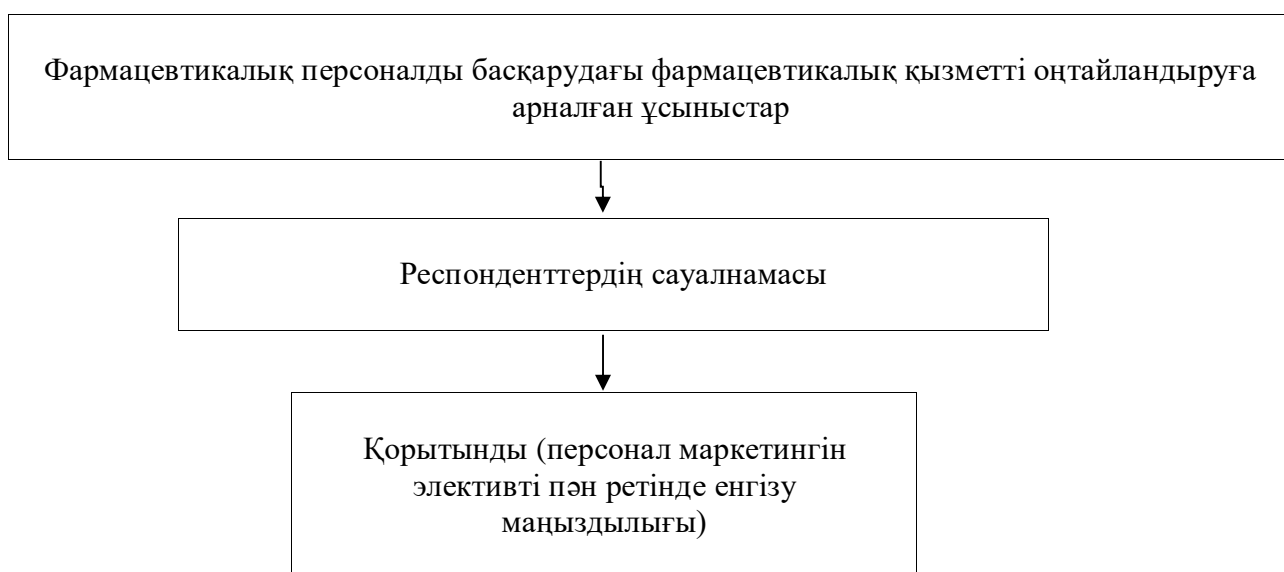 Фармацевтикалық персоналды басқарудағы фармацевтикалық қызметті оңтайландыруға
арналған ұсыныстар
Респонденттердің сауалнамасы
Қорытынды (персонал маркетингін
элективті пән ретінде енгізу
маңыздылығы)